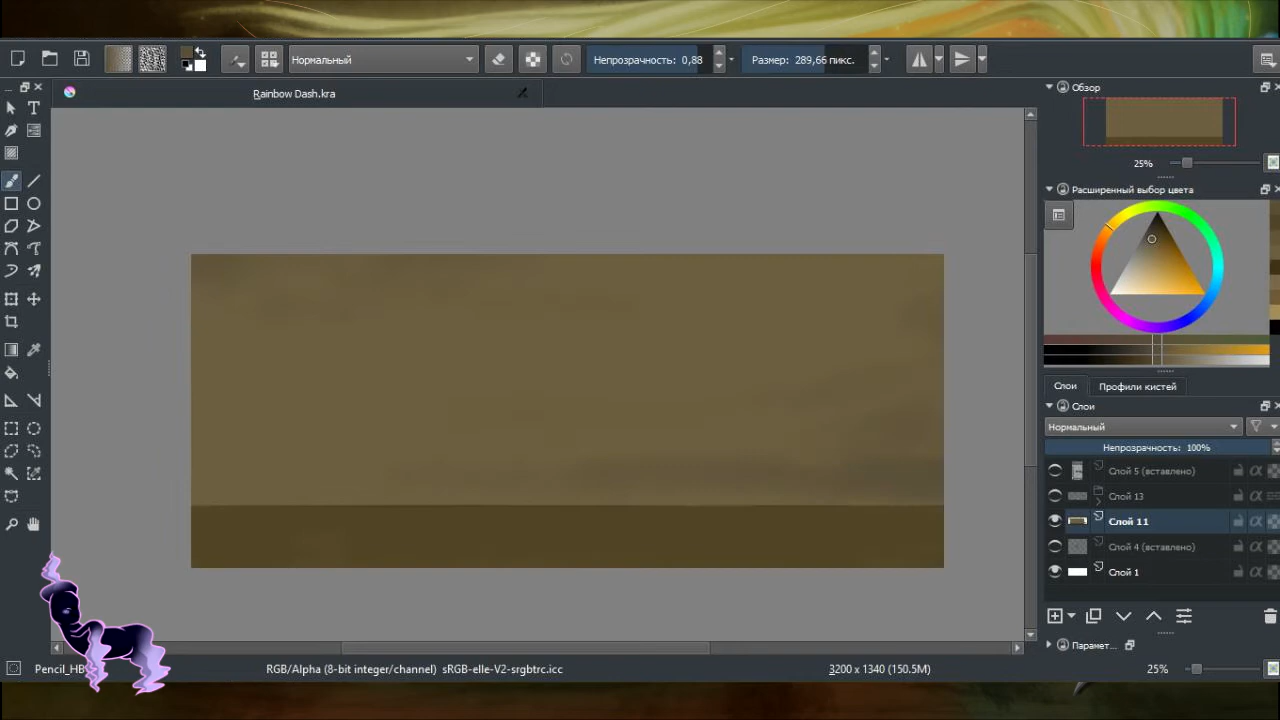 Нормальный
Непрозрачность: 0,88
Размер: 289,66 пикс.
Rainbow Dash.kra
Обзор
25%
Расширенный выбор цвета
Слои
Профили кистей
Слои
Нормальный
Непрозрачность: 100%
Слой 5 (вставлено)
Слой 13
Слой 11
Слой 4 (вставлено)
Слой 1
Парамет...
Pencil_HB
RGB/Alpha (8-bit integer/channel) sRGB-elle-V2-srgbtrc.icc
3200 x 1340 (150.5M)
25%